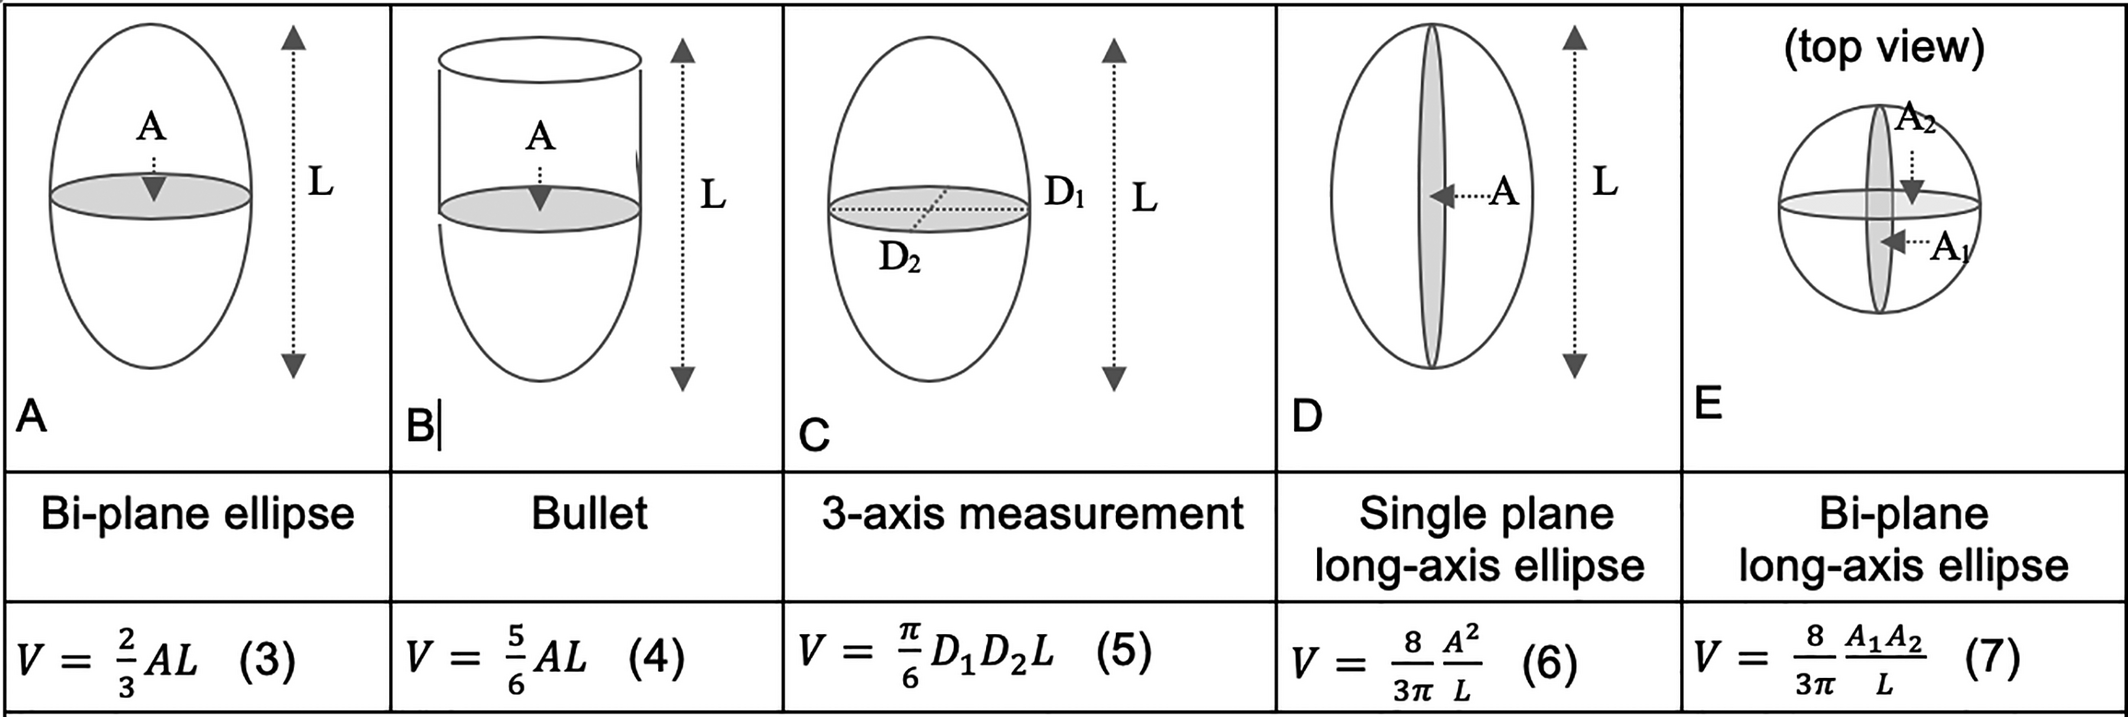 A
L
A
A
L
B
D₁
D₂
L
C
A
L
D
(top view)
A₂
A₁
E
Bi-plane ellipse
Bullet
3-axis measurement
Single plane
long-axis ellipse
Bi-plane
long-axis ellipse
V = 2/3 AL (3)
V = 5/6 AL (4)
V = π/6 D₁D₂L (5)
V = 8/3π A²/L (6)
V = 8/3π A₁A₂/L (7)